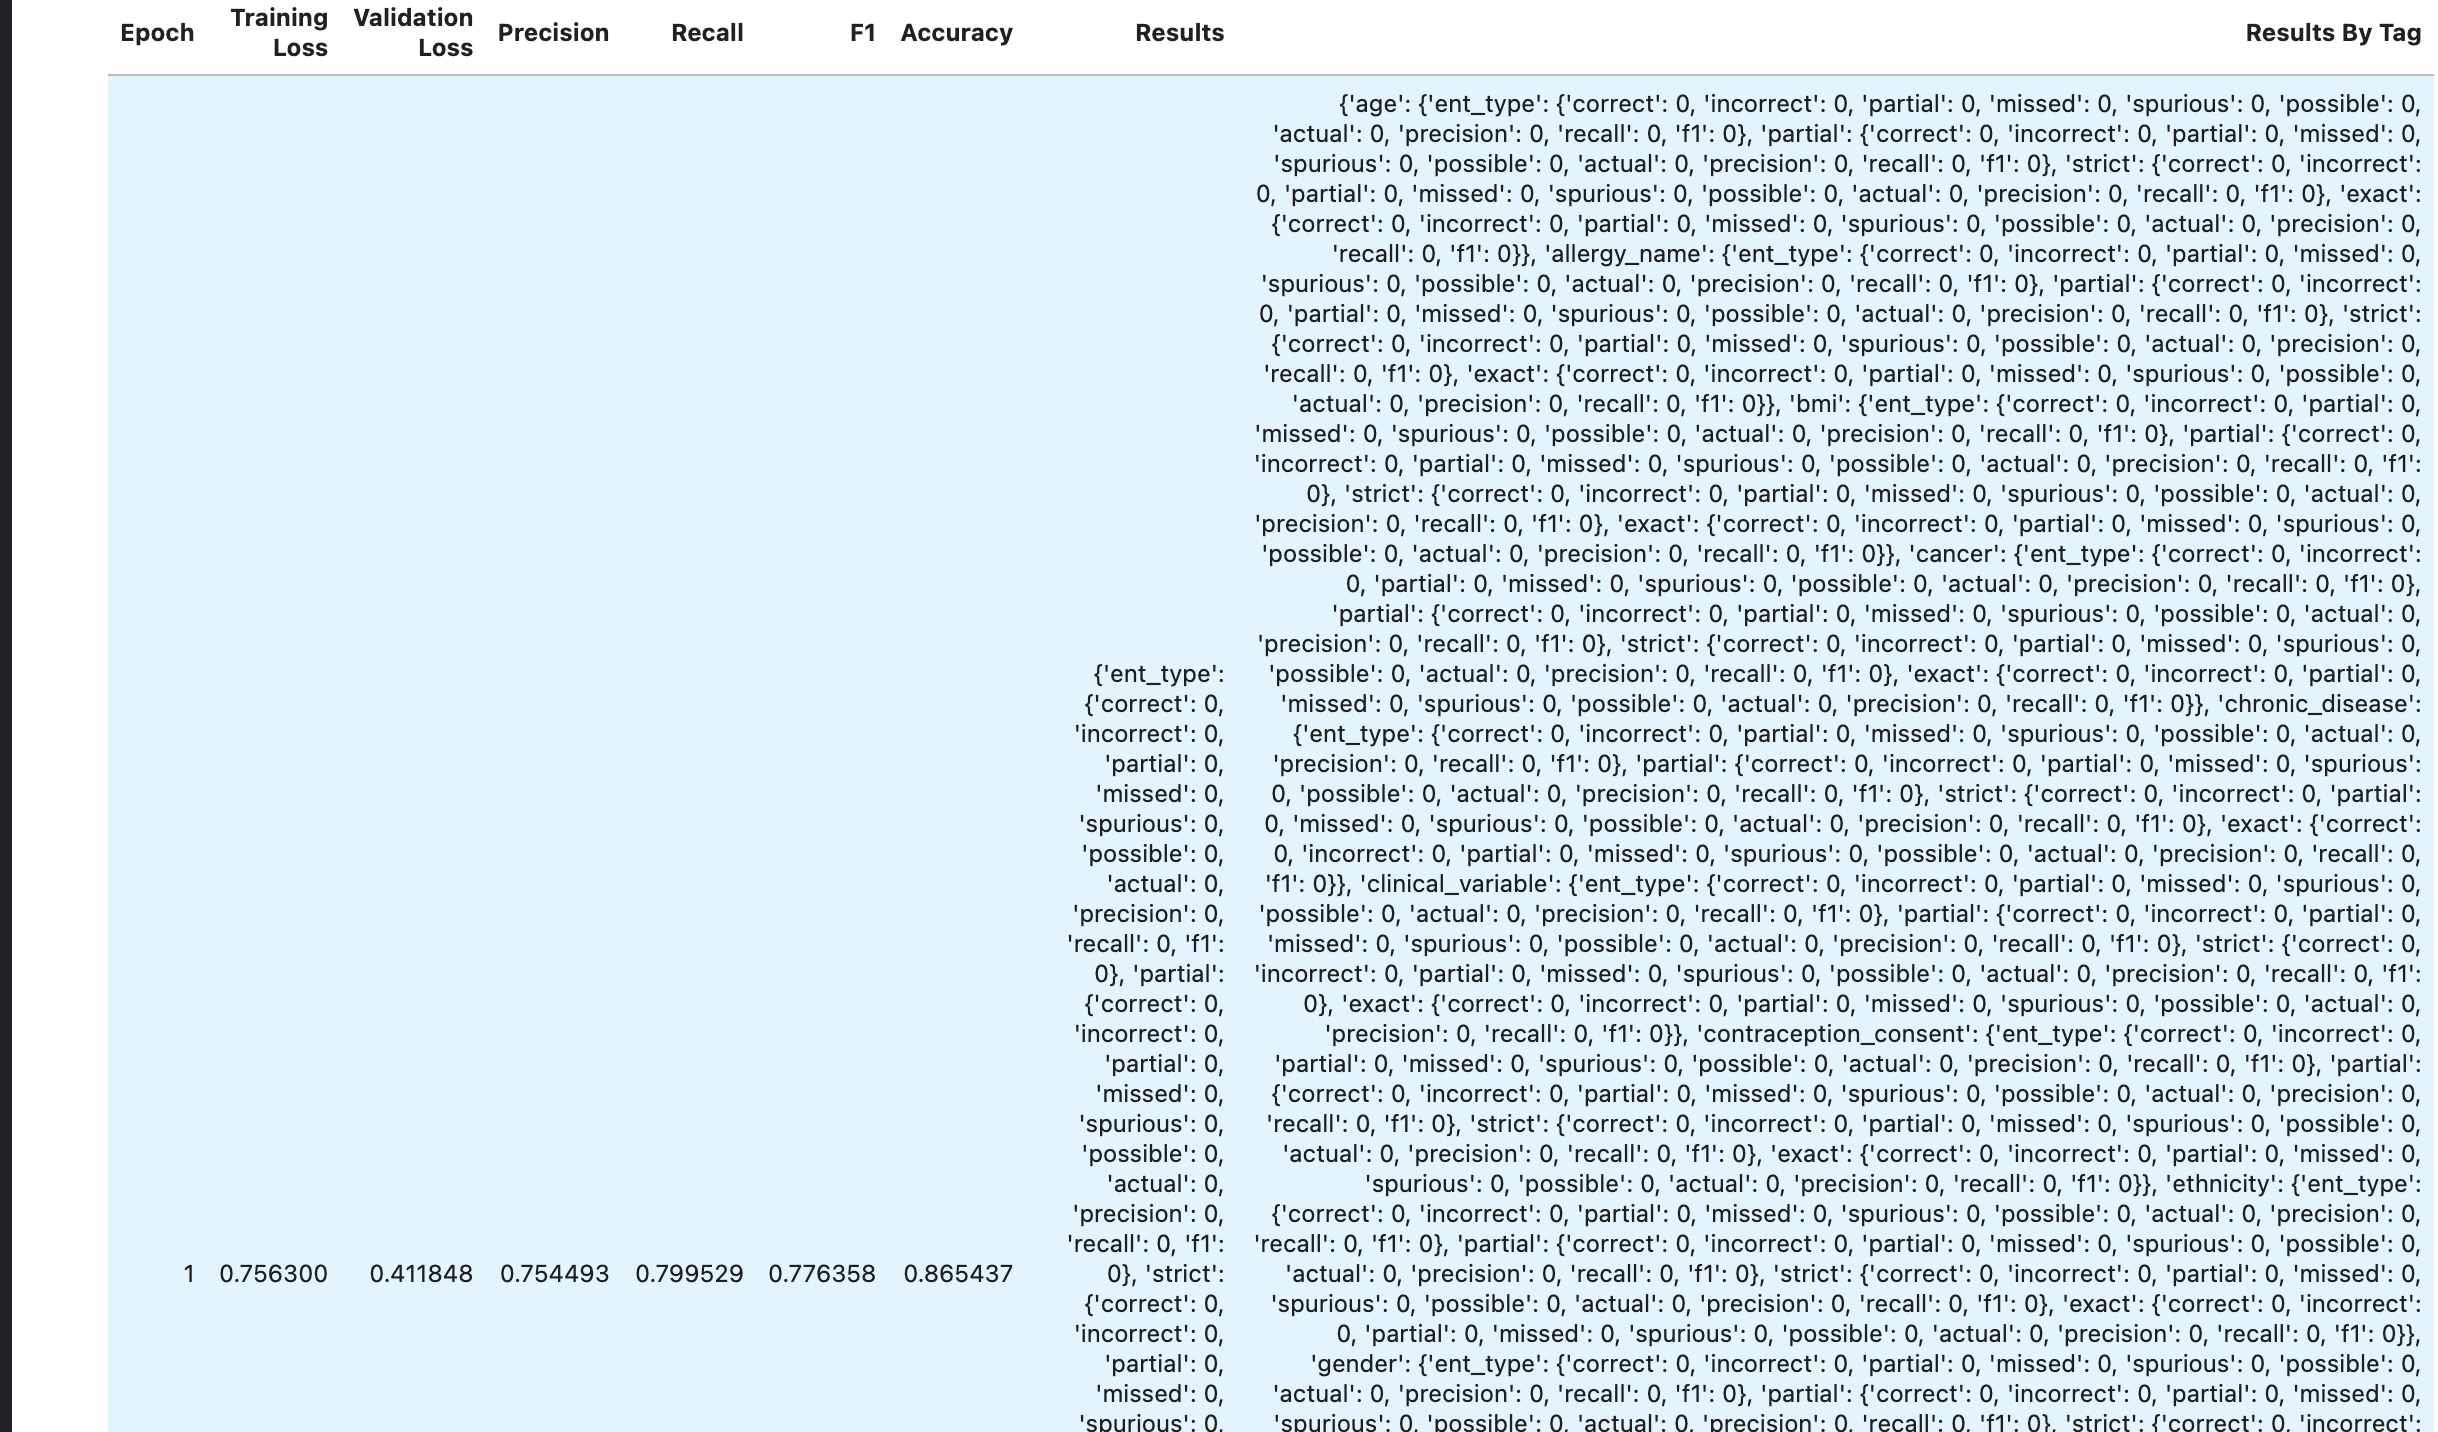 Epoch Training Loss Validation Loss Precision Recall F1 Accuracy Results Results By Tag
1 0.756300 0.411848 0.754493 0.799529 0.776358 0.865437
{'ent_type':
{'correct': 0,
'incorrect': 0,
'partial': 0,
'missed': 0,
'spurious': 0,
'possible': 0,
'actual': 0,
'precision': 0,
'recall': 0, 'f1':
0}, 'partial':
{'correct': 0,
'incorrect': 0,
'partial': 0,
'missed': 0,
'spurious': 0,
'possible': 0,
'actual': 0,
'precision': 0,
'recall': 0, 'f1':
0}, 'strict':
{'correct': 0,
'incorrect': 0,
'partial': 0,
'missed': 0,
'spurious': 0,
{'age': {'ent_type': {'correct': 0, 'incorrect': 0, 'partial': 0, 'missed': 0, 'spurious': 0, 'possible': 0,
'actual': 0, 'precision': 0, 'recall': 0, 'f1': 0}, 'partial': {'correct': 0, 'incorrect': 0, 'partial': 0, 'missed': 0,
'spurious': 0, 'possible': 0, 'actual': 0, 'precision': 0, 'recall': 0, 'f1': 0}, 'strict': {'correct': 0, 'incorrect':
0, 'partial': 0, 'missed': 0, 'spurious': 0, 'possible': 0, 'actual': 0, 'precision': 0, 'recall': 0, 'f1': 0}, 'exact':
{'correct': 0, 'incorrect': 0, 'partial': 0, 'missed': 0, 'spurious': 0, 'possible': 0, 'actual': 0, 'precision': 0,
'recall': 0, 'f1': 0}}, 'allergy_name': {'ent_type': {'correct': 0, 'incorrect': 0, 'partial': 0, 'missed': 0,
'spurious': 0, 'possible': 0, 'actual': 0, 'precision': 0, 'recall': 0, 'f1': 0}, 'partial': {'correct': 0, 'incorrect':
0, 'partial': 0, 'missed': 0, 'spurious': 0, 'possible': 0, 'actual': 0, 'precision': 0, 'recall': 0, 'f1': 0}, 'strict':
{'correct': 0, 'incorrect': 0, 'partial': 0, 'missed': 0, 'spurious': 0, 'possible': 0, 'actual': 0, 'precision': 0,
'recall': 0, 'f1': 0}, 'exact': {'correct': 0, 'incorrect': 0, 'partial': 0, 'missed': 0, 'spurious': 0, 'possible': 0,
'actual': 0, 'precision': 0, 'recall': 0, 'f1': 0}}, 'bmi': {'ent_type': {'correct': 0, 'incorrect': 0, 'partial': 0,
'missed': 0, 'spurious': 0, 'possible': 0, 'actual': 0, 'precision': 0, 'recall': 0, 'f1': 0}, 'partial': {'correct': 0,
'incorrect': 0, 'partial': 0, 'missed': 0, 'spurious': 0, 'possible': 0, 'actual': 0, 'precision': 0, 'recall': 0, 'f1':
0}, 'strict': {'correct': 0, 'incorrect': 0, 'partial': 0, 'missed': 0, 'spurious': 0, 'possible': 0, 'actual': 0,
'precision': 0, 'recall': 0, 'f1': 0}, 'exact': {'correct': 0, 'incorrect': 0, 'partial': 0, 'missed': 0, 'spurious': 0,
'possible': 0, 'actual': 0, 'precision': 0, 'recall': 0, 'f1': 0}}, 'cancer': {'ent_type': {'correct': 0, 'incorrect':
0, 'partial': 0, 'missed': 0, 'spurious': 0, 'possible': 0, 'actual': 0, 'precision': 0, 'recall': 0, 'f1': 0},
'partial': {'correct': 0, 'incorrect': 0, 'partial': 0, 'missed': 0, 'spurious': 0, 'possible': 0, 'actual': 0,
'precision': 0, 'recall': 0, 'f1': 0}, 'strict': {'correct': 0, 'incorrect': 0, 'partial': 0, 'missed': 0, 'spurious': 0,
'possible': 0, 'actual': 0, 'precision': 0, 'recall': 0, 'f1': 0}, 'exact': {'correct': 0, 'incorrect': 0, 'partial': 0,
'missed': 0, 'spurious': 0, 'possible': 0, 'actual': 0, 'precision': 0, 'recall': 0, 'f1': 0}}, 'chronic_disease':
{'ent_type': {'correct': 0, 'incorrect': 0, 'partial': 0, 'missed': 0, 'spurious': 0, 'possible': 0, 'actual': 0,
'precision': 0, 'recall': 0, 'f1': 0}, 'partial': {'correct': 0, 'incorrect': 0, 'partial': 0, 'missed': 0, 'spurious':
0, 'possible': 0, 'actual': 0, 'precision': 0, 'recall': 0, 'f1': 0}, 'strict': {'correct': 0, 'incorrect': 0, 'partial':
0, 'missed': 0, 'spurious': 0, 'possible': 0, 'actual': 0, 'precision': 0, 'recall': 0, 'f1': 0}, 'exact': {'correct':
0, 'incorrect': 0, 'partial': 0, 'missed': 0, 'spurious': 0, 'possible': 0, 'actual': 0, 'precision': 0, 'recall': 0,
'f1': 0}}, 'clinical_variable': {'ent_type': {'correct': 0, 'incorrect': 0, 'partial': 0, 'missed': 0, 'spurious': 0,
'possible': 0, 'actual': 0, 'precision': 0, 'recall': 0, 'f1': 0}, 'partial': {'correct': 0, 'incorrect': 0, 'partial': 0,
'missed': 0, 'spurious': 0, 'possible': 0, 'actual': 0, 'precision': 0, 'recall': 0, 'f1': 0}, 'strict': {'correct': 0,
'incorrect': 0, 'partial': 0, 'missed': 0, 'spurious': 0, 'possible': 0, 'actual': 0, 'precision': 0, 'recall': 0, 'f1':
0}, 'exact': {'correct': 0, 'incorrect': 0, 'partial': 0, 'missed': 0, 'spurious': 0, 'possible': 0, 'actual': 0,
'precision': 0, 'recall': 0, 'f1': 0}}, 'contraception_consent': {'ent_type': {'correct': 0, 'incorrect': 0,
'partial': 0, 'missed': 0, 'spurious': 0, 'possible': 0, 'actual': 0, 'precision': 0, 'recall': 0, 'f1': 0}, 'partial':
{'correct': 0, 'incorrect': 0, 'partial': 0, 'missed': 0, 'spurious': 0, 'possible': 0, 'actual': 0, 'precision': 0,
'recall': 0, 'f1': 0}, 'strict': {'correct': 0, 'incorrect': 0, 'partial': 0, 'missed': 0, 'spurious': 0, 'possible': 0,
'actual': 0, 'precision': 0, 'recall': 0, 'f1': 0}, 'exact': {'correct': 0, 'incorrect': 0, 'partial': 0, 'missed': 0,
'spurious': 0, 'possible': 0, 'actual': 0, 'precision': 0, 'recall': 0, 'f1': 0}}, 'ethnicity': {'ent_type':
{'correct': 0, 'incorrect': 0, 'partial': 0, 'missed': 0, 'spurious': 0, 'possible': 0, 'actual': 0, 'precision': 0,
'recall': 0, 'f1': 0}, 'partial': {'correct': 0, 'incorrect': 0, 'partial': 0, 'missed': 0, 'spurious': 0, 'possible': 0,
'actual': 0, 'precision': 0, 'recall': 0, 'f1': 0}, 'strict': {'correct': 0, 'incorrect': 0, 'partial': 0, 'missed': 0,
'spurious': 0, 'possible': 0, 'actual': 0, 'precision': 0, 'recall': 0, 'f1': 0}, 'exact': {'correct': 0, 'incorrect':
0, 'partial': 0, 'missed': 0, 'spurious': 0, 'possible': 0, 'actual': 0, 'precision': 0, 'recall': 0, 'f1': 0}},
'gender': {'ent_type': {'correct': 0, 'incorrect': 0, 'partial': 0, 'missed': 0, 'spurious': 0, 'possible': 0,
'actual': 0, 'precision': 0, 'recall': 0, 'f1': 0}, 'partial': {'correct': 0, 'incorrect': 0, 'partial': 0, 'missed': 0,
'spurious': 0, 'possible': 0, 'actual': 0, 'precision': 0, 'recall': 0, 'f1': 0}, 'strict': {'correct': 0, 'incorrect':